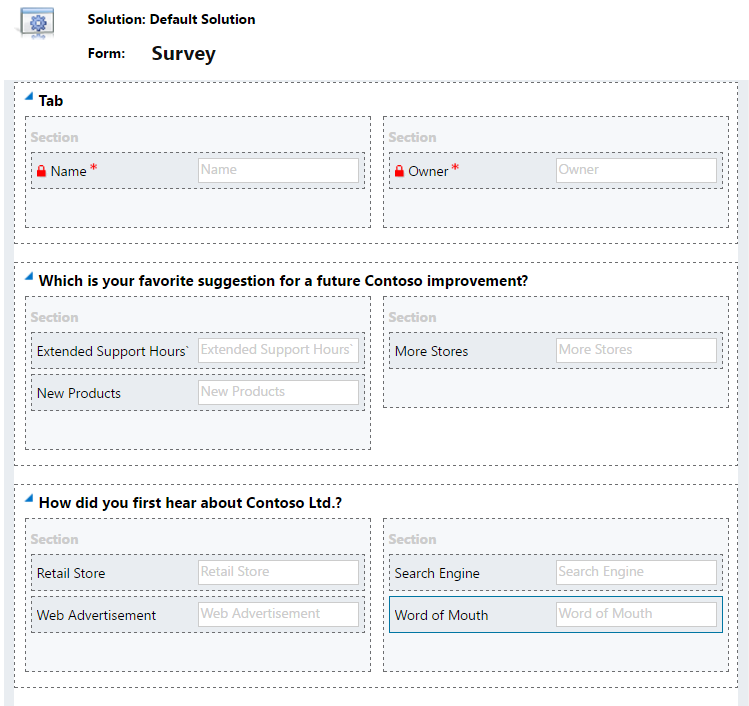 Solution: Default Solution
Form: Survey
Tab
Section
Section
Name * Name
Owner * Owner
Which is your favorite suggestion for a future Contoso improvement?
Section
Section
Extended Support Hours` Extended Support Hours`
More Stores More Stores
New Products New Products
How did you first hear about Contoso Ltd.?
Section
Section
Retail Store Retail Store
Search Engine Search Engine
Web Advertisement Web Advertisement
Word of Mouth Word of Mouth